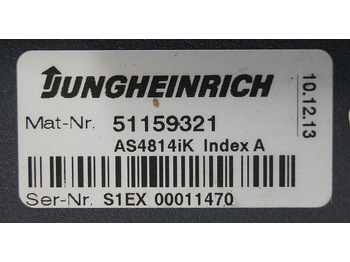 JUNGHEINRICH
10.12.13
Mat-Nr. 51159321
AS4814iK Index A
Ser-Nr. S1EX 00011470